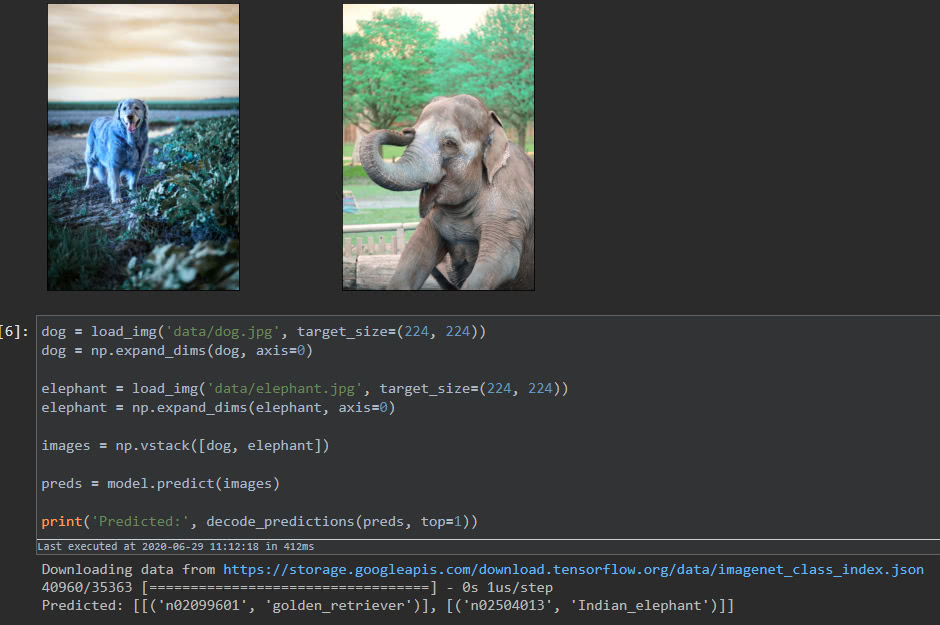 [6]:
dog = load_img('data/dog.jpg', target_size=(224, 224))
dog = np.expand_dims(dog, axis=0)
elephant = load_img('data/elephant.jpg', target_size=(224, 224))
elephant = np.expand_dims(elephant, axis=0)
images = np.vstack([dog, elephant])
preds = model.predict(images)
print('Predicted:', decode_predictions(preds, top=1))
Last executed at 2020-06-29 11:12:18 in 412ms
Downloading data from https://storage.googleapis.com/download.tensorflow.org/data/imagenet_class_index.json
40960/35363 [==================================] - 0s 1us/step
Predicted: [[('n02099601', 'golden_retriever')], [('n02504013', 'Indian_elephant')]]